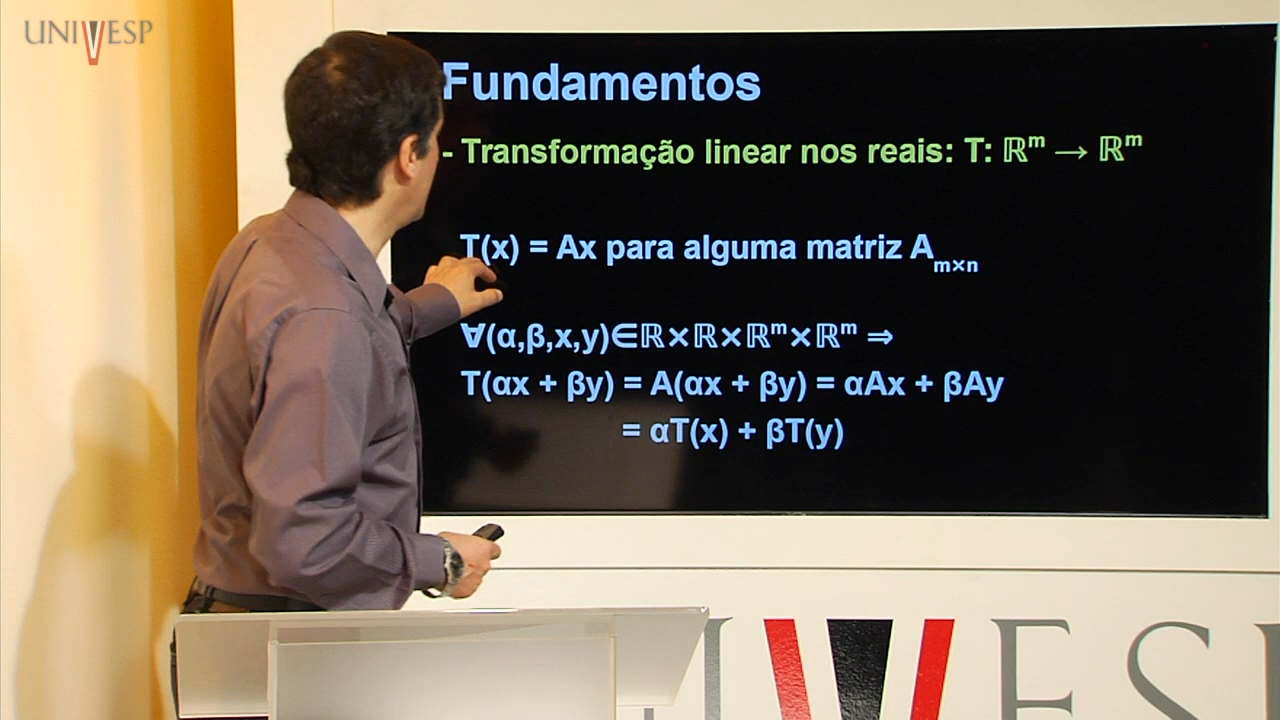 UNIVESP
Fundamentos
- Transformação linear nos reais: T: ℝᵐ → ℝᵐ
T(x) = Ax para alguma matriz Aₘₓₙ
∀(α,β,x,y)∈ℝ×ℝ×ℝᵐ×ℝᵐ ⇒
T(αx + βy) = A(αx + βy) = αAx + βAy
= αT(x) + βT(y)
VES